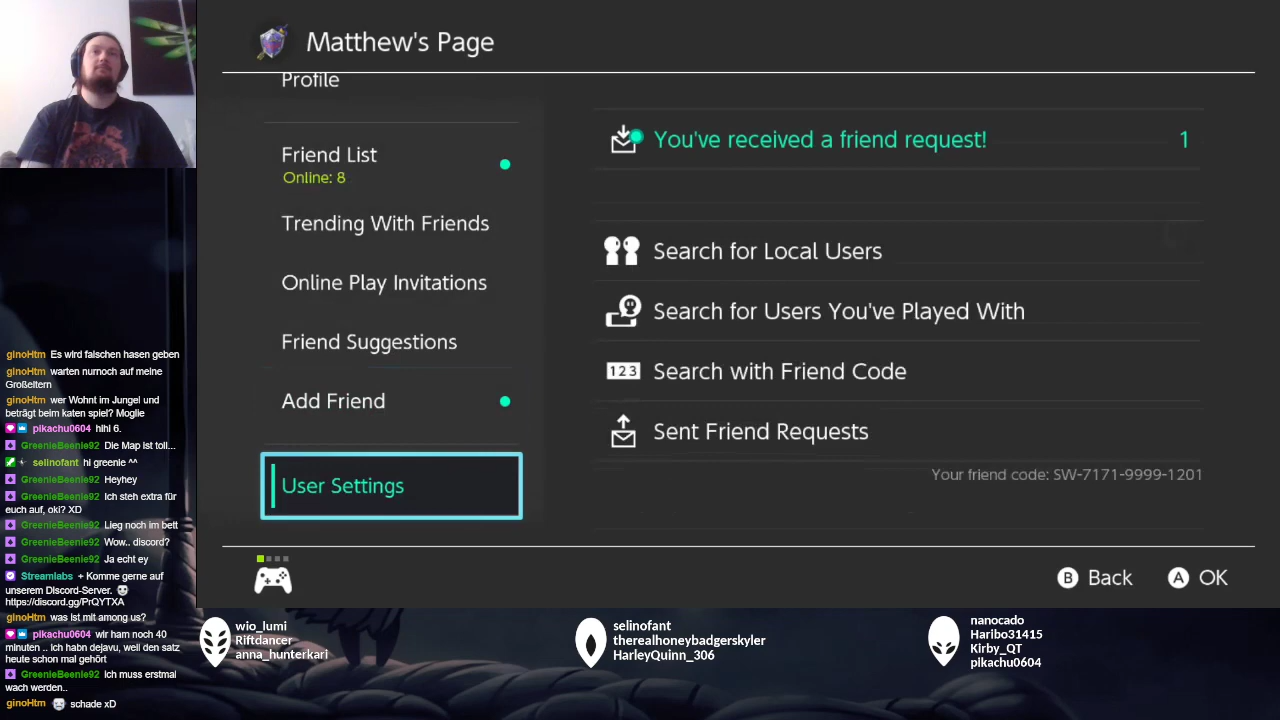 Matthew's Page
Profile
Friend List
Online: 8
Trending With Friends
Online Play Invitations
Friend Suggestions
Add Friend
User Settings
You've received a friend request! 1
Search for Local Users
Search for Users You've Played With
123 Search with Friend Code
Sent Friend Requests
Your friend code: SW-7171-9999-1201
B Back
A OK
ginoHtm Es wird falschen hasen geben
ginoHtm warten nurnoch auf meine
Großeltern
ginoHtm wer Wohnt im Jungel und
beträgt beim katen spiel? Moglie
pikachu0604 hihi 6.
GreenieBeenie92 Die Map ist toll...
selinofant hi greenie ^^
GreenieBeenie92 Heyhey
GreenieBeenie92 Ich steh extra für
euch auf, oki? XD
GreenieBeenie92 Lieg noch im bett
GreenieBeenie92 Wow.. discord?
GreenieBeenie92 Ja echt ey
Streamlabs + Komme gerne auf
unserem Discord-Server.
https://discord.gg/PrQYTXA
ginoHtm was ist mit among us?
pikachu0604 wir ham noch 40
minuten .. ich habn dejavu, weil den satz
heute schon mal gehört
GreenieBeenie92 Ich muss erstmal
wach werden..
ginoHtm schade xD
wio_lumi
Riftdancer
anna_hunterkari
selinofant
therealhoneybadgerskyler
HarleyQuinn_306
nanocado
Haribo31415
Kirby_QT
pikachu0604